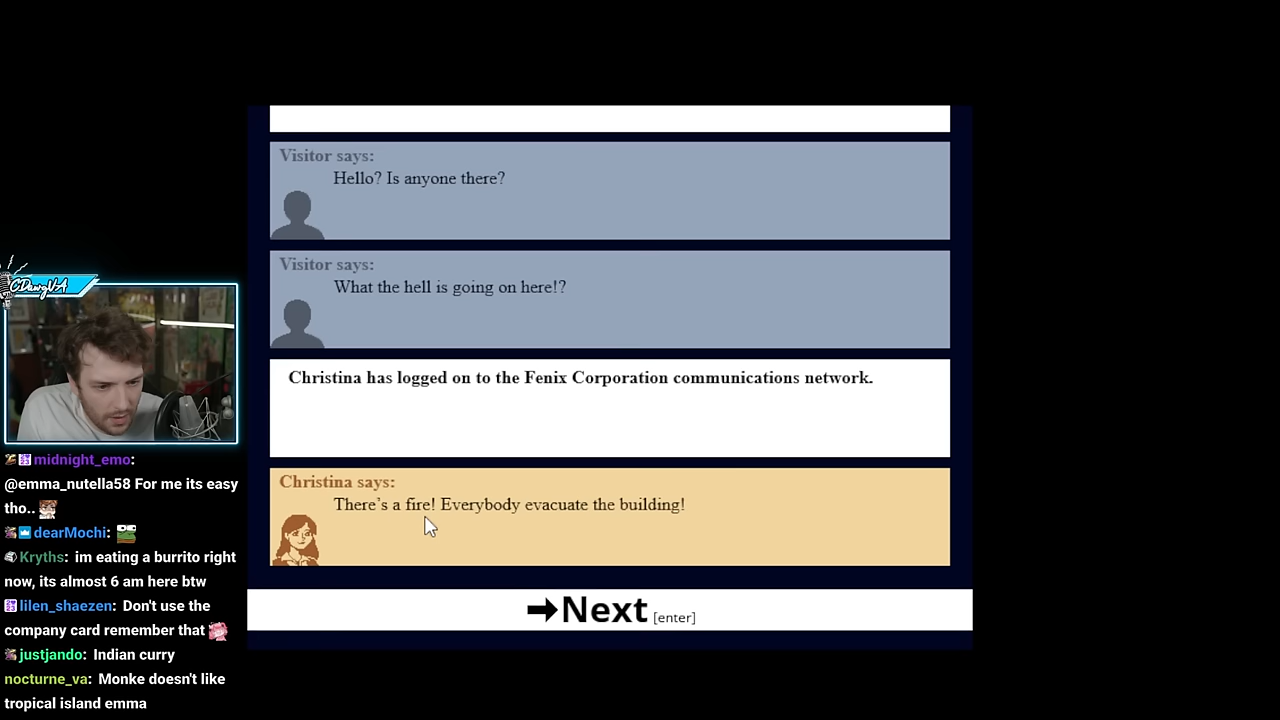 Visitor says:
Hello? Is anyone there?
Visitor says:
What the hell is going on here!?
Christina has logged on to the Fenix Corporation communications network.
Christina says:
There's a fire! Everybody evacuate the building!
➡Next [enter]
CDawgVA
midnight_emo:
@emma_nutella58 For me its easy
tho..
dearMochi:
Kryths: im eating a burrito right
now, its almost 6 am here btw
lilen_shaezen: Don't use the
company card remember that
justjando: Indian curry
nocturne_va: Monke doesn't like
tropical island emma